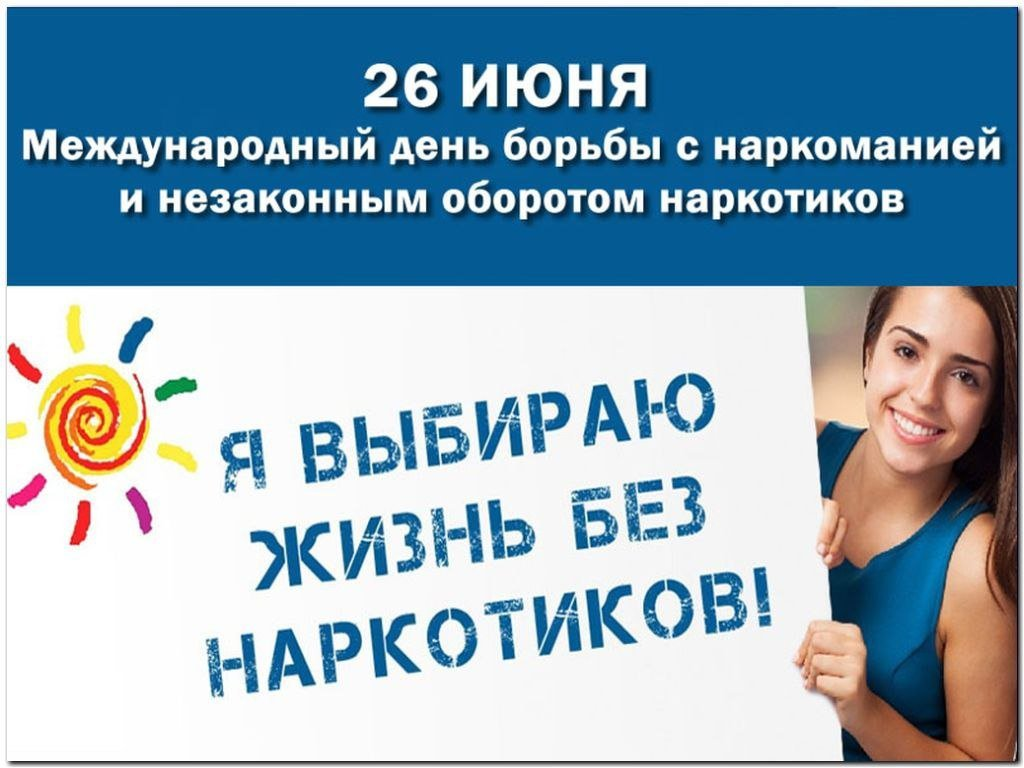 26 ИЮНЯ
Международный день борьбы с наркоманией
и незаконным оборотом наркотиков
Я ВЫБИРАЮ
ЖИЗНЬ БЕЗ
НАРКОТИКОВ!